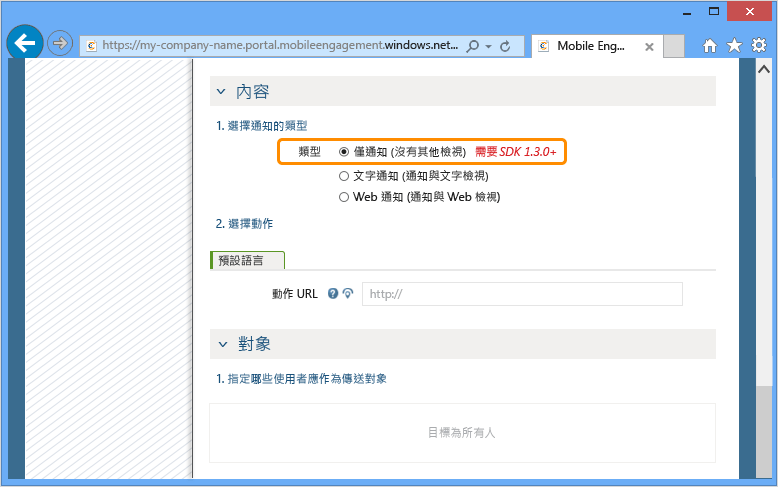 https://my-company-name.portal.mobileengagement.windows.net...
Mobile Eng...
內容
1. 選擇通知的類型
類型 僅通知 (沒有其他檢視) 需要 SDK 1.3.0+
文字通知 (通知與文字檢視)
Web 通知 (通知與 Web 檢視)
2. 選擇動作
預設語言
動作 URL ? http://
對象
1. 指定哪些使用者應作為傳送對象
目標為所有人